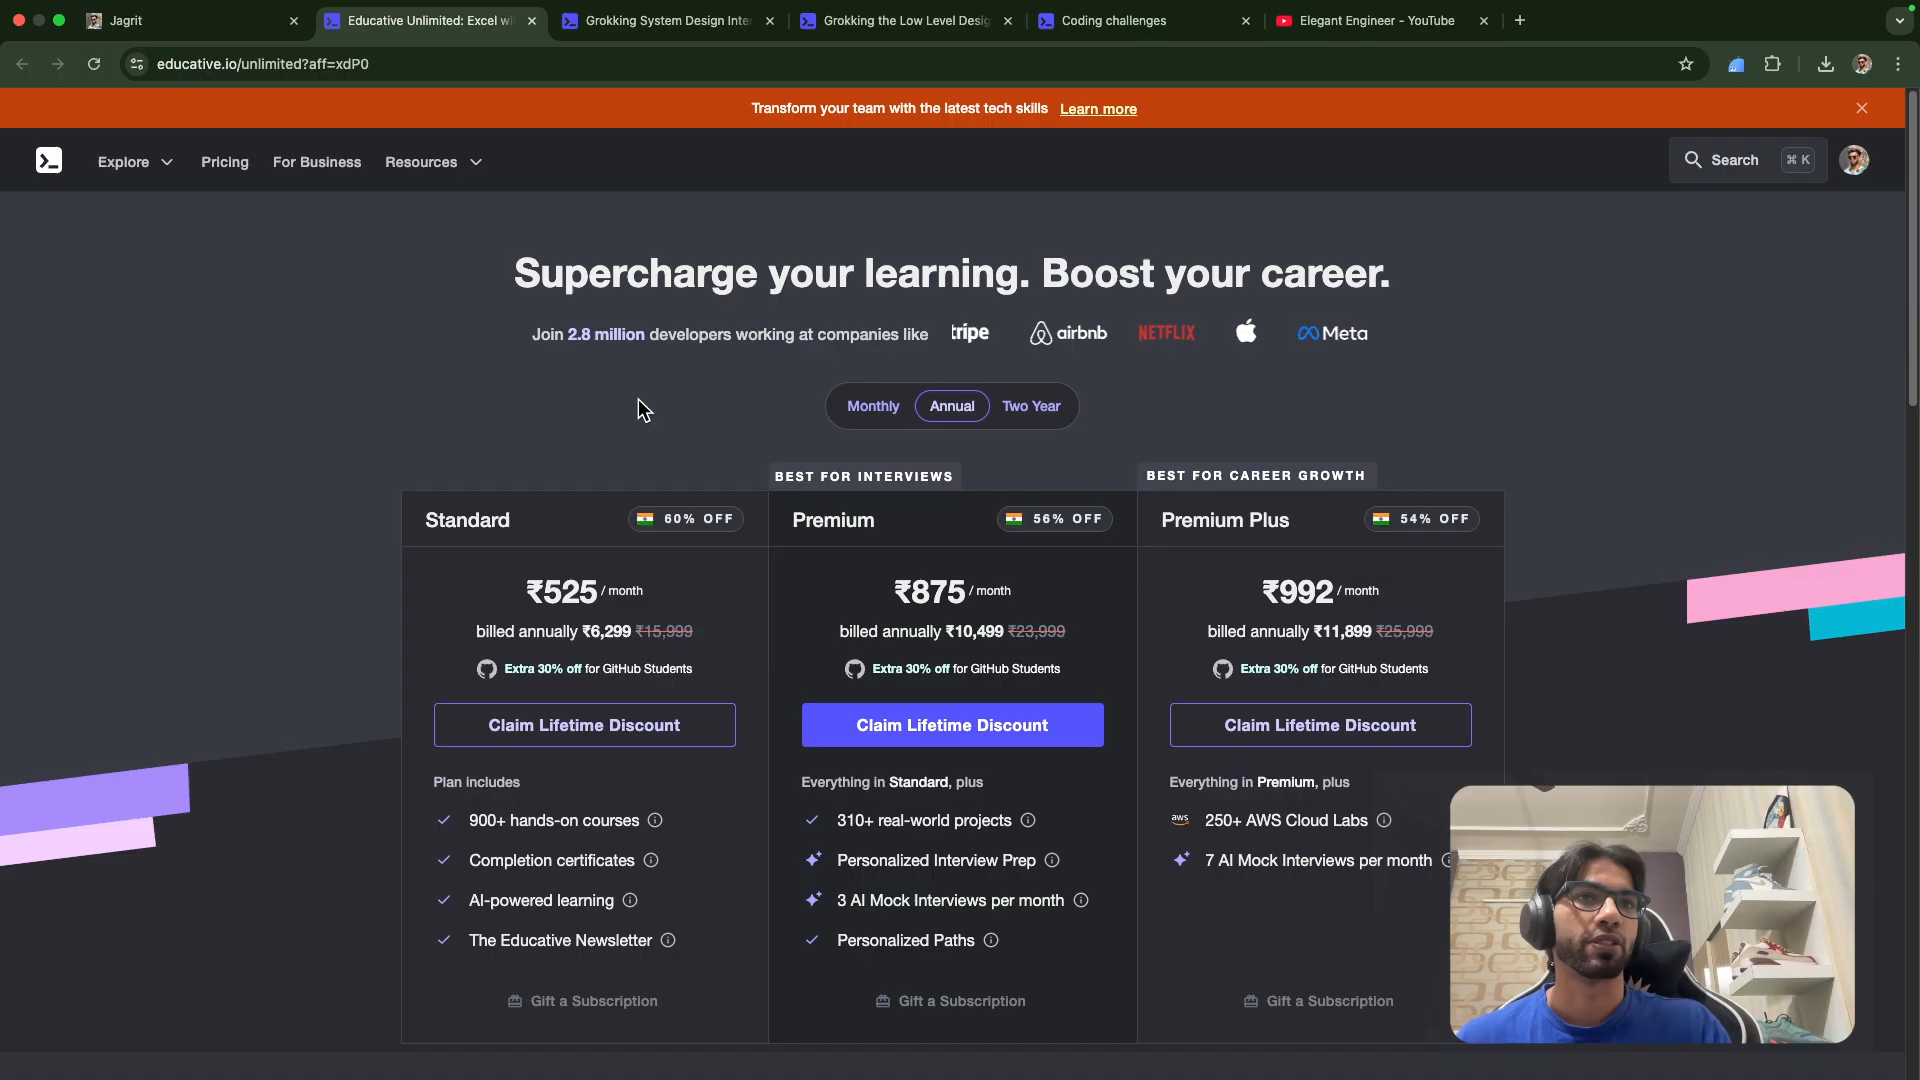 Jagrit
Educative Unlimited: Excel wi
Grokking System Design Inte
Grokking the Low Level Desig
Coding challenges
Elegant Engineer - YouTube
educative.io/unlimited?aff=xdP0
Transform your team with the latest tech skills Learn more
Explore
Pricing
For Business
Resources
Search
⌘ K
Supercharge your learning. Boost your career.
Join 2.8 million developers working at companies like
tripe
airbnb
NETFLIX
Meta
Monthly
Annual
Two Year
BEST FOR INTERVIEWS
BEST FOR CAREER GROWTH
Standard
60% OFF
₹525 / month
billed annually ₹6,299 ₹15,999
Extra 30% off for GitHub Students
Claim Lifetime Discount
Plan includes
900+ hands-on courses
Completion certificates
AI-powered learning
The Educative Newsletter
Gift a Subscription
Premium
56% OFF
₹875 / month
billed annually ₹10,499 ₹23,999
Extra 30% off for GitHub Students
Claim Lifetime Discount
Everything in Standard, plus
310+ real-world projects
Personalized Interview Prep
3 AI Mock Interviews per month
Personalized Paths
Gift a Subscription
Premium Plus
54% OFF
₹992 / month
billed annually ₹11,899 ₹25,999
Extra 30% off for GitHub Students
Claim Lifetime Discount
Everything in Premium, plus
aws
250+ AWS Cloud Labs
7 AI Mock Interviews per month
Gift a Subscription